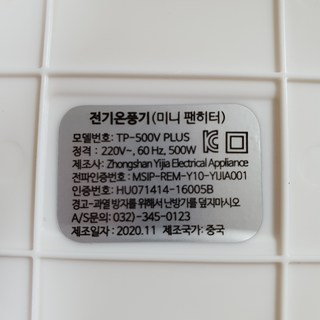 전기온풍기(미니 팬히터)
모델번호: TP-500V PLUS
정격 : 220V~, 60 Hz, 500W
제조사: Zhongshan Yijia Electrical Appliance
전파인증번호: MSIP-REM-Y10-YIJIA001
인증번호: HU071414-16005B
경고-과열 방지를 위해서 난방기를 덮지마시오
A/S문의: 032)-345-0123
제조일자 : 2020.11 제조국가: 중국